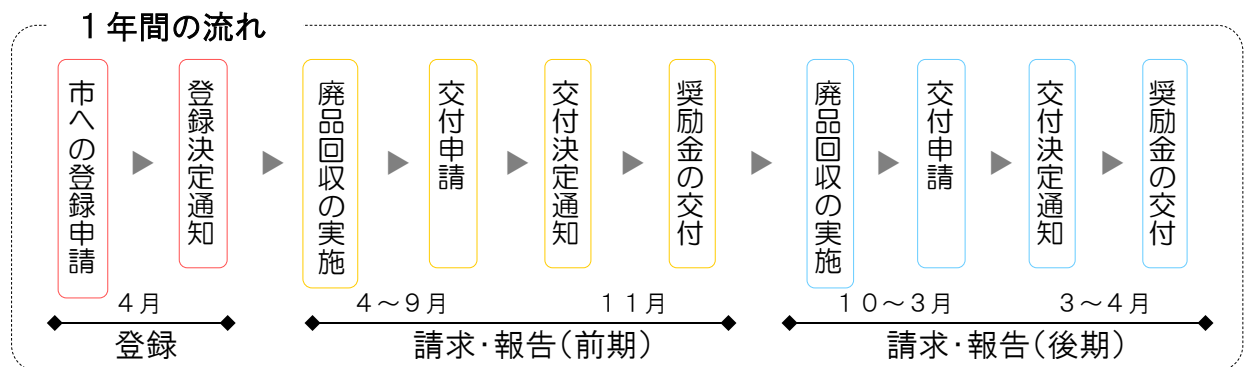 1年間の流れ
市への登録申請
登録決定通知
廃品回収の実施
交付申請
交付決定通知
奨励金の交付
廃品回収の実施
交付申請
交付決定通知
奨励金の交付
4月
4～9月
11月
10～3月
3～4月
登録
請求・報告（前期）
請求・報告（後期）